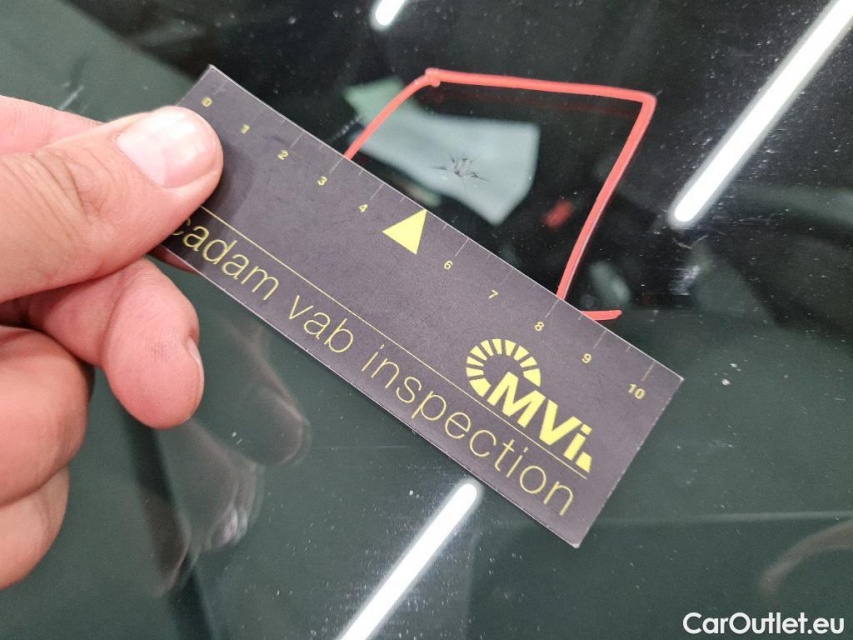 0 1 2 3 4 6 7 8 9 10
cadam vab inspection
MVi.
CarOutlet.eu